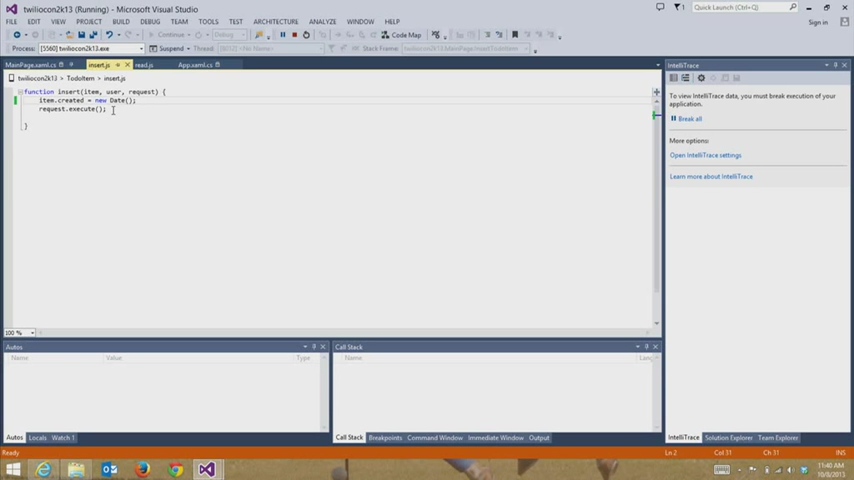 twiliocon2k13 (Running) - Microsoft Visual Studio
Quick Launch (Ctrl+Q)
FILE EDIT VIEW PROJECT BUILD DEBUG TEAM TOOLS TEST ARCHITECTURE ANALYZE WINDOW HELP
Sign in
Continue Debug Code Map
Process: [5560] twiliocon2k13.exe Suspend Thread: Stack Frame:
MainPage.xaml.cs insert.js read.js App.xaml.cs
twiliocon2k13 TodoItem insert.js
function insert(item, user, request) {
item.created = new Date();
request.execute();
}
100 %
IntelliTrace
To view IntelliTrace data, you must break execution of your
application.
Break all
More options:
Open IntelliTrace settings
Learn more about IntelliTrace
Autos
Name Value Type
Call Stack
Name
Autos Locals Watch 1
Call Stack Breakpoints Command Window Immediate Window Output
IntelliTrace Solution Explorer Team Explorer
Ready
Ln 2 Col 31 Ch 31 INS
11:40 AM
10/8/2013